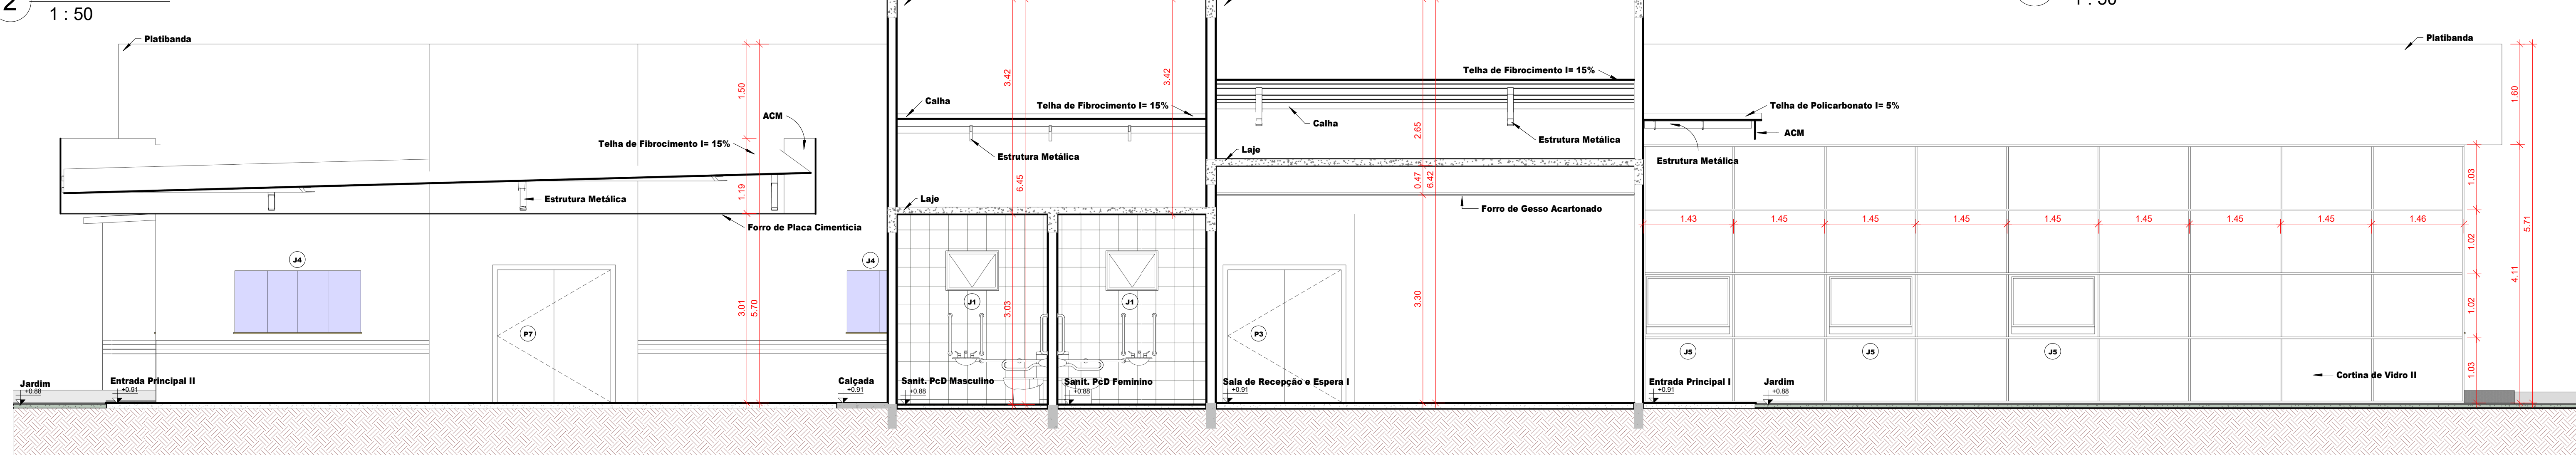 2
1 : 50
1 : 50
Platibanda
Platibanda
3.42
3.42
Telha de Fibrocimento I= 15%
1.50
Calha
Telha de Fibrocimento I= 15%
Telha de Policarbonato I= 5%
1.60
ACM
Calha
2.65
ACM
Telha de Fibrocimento I= 15%
Estrutura Metálica
Estrutura Metálica
Laje
Estrutura Metálica
1.19
Estrutura Metálica
6.45
0.47
6.42
1.03
Laje
Forro de Gesso Acartonado
Forro de Placa Cimentícia
1.43
1.45
1.45
1.45
1.45
1.45
1.45
1.45
1.46
5.71
1.02
J4
J4
4.11
3.01
5.70
J1
3.03
J1
3.30
1.02
P7
P3
J5
J5
J5
1.03
Cortina de Vidro II
Jardim
+0.88
Entrada Principal II
+0.91
Calçada
+0.91
Sanit. PcD Masculino
+0.88
Sanit. PcD Feminino
+0.88
Sala de Recepção e Espera I
+0.91
Entrada Principal I
+0.91
Jardim
+0.88